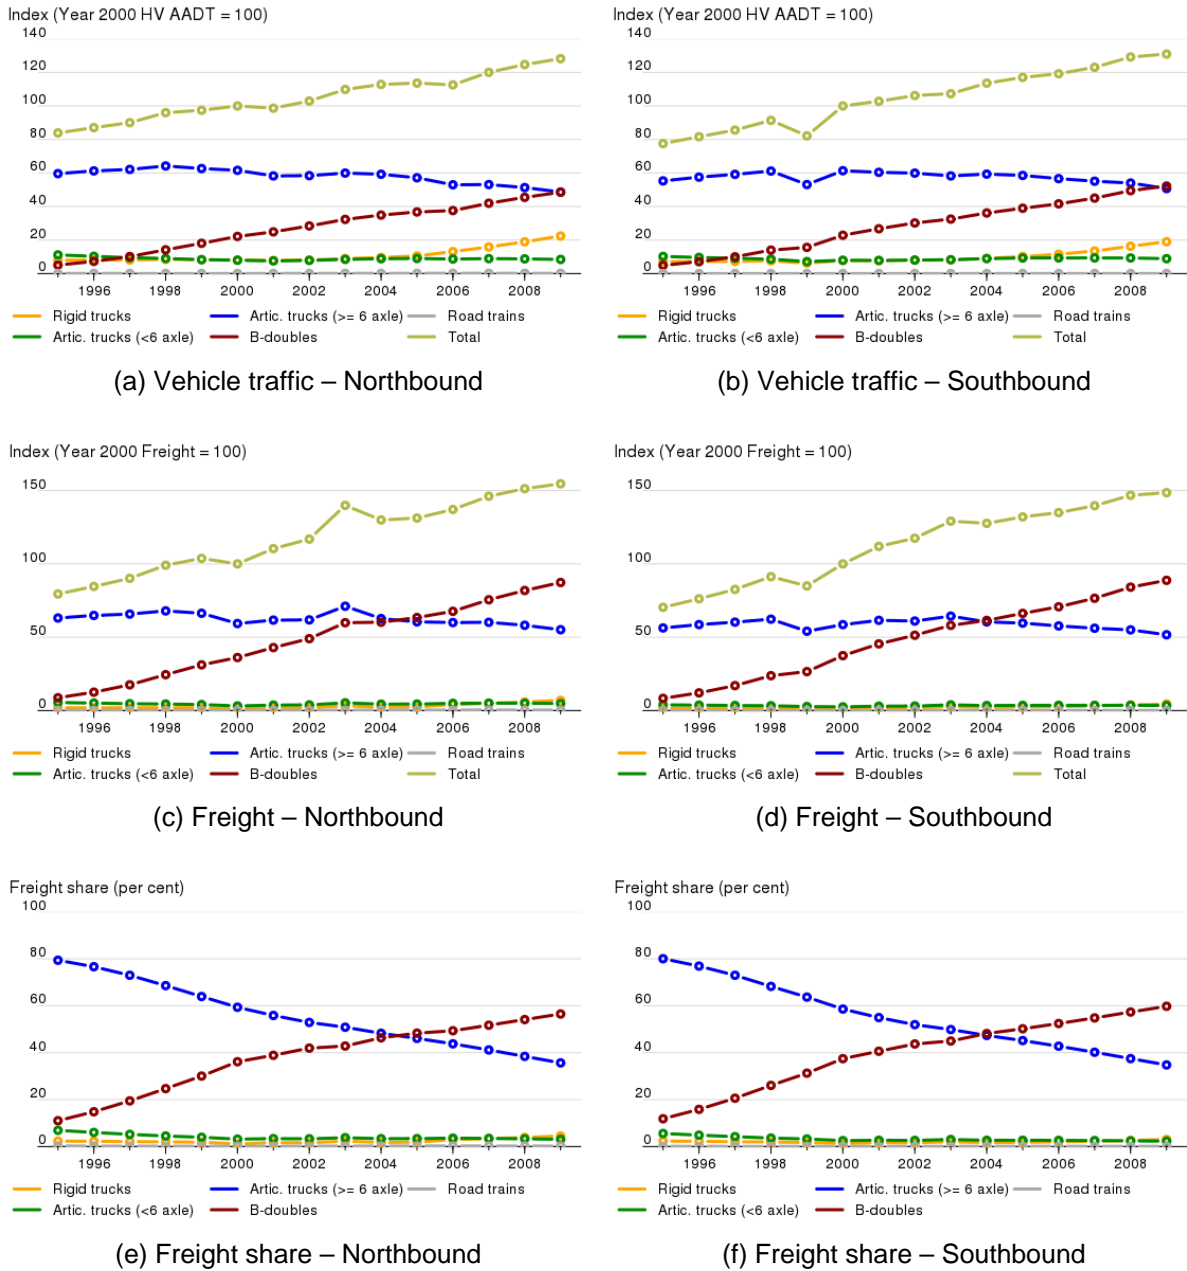 Index (Year 2000 HV AADT = 100)
140
120
100
80
60
40
20
0
1996 1998 2000 2002 2004 2006 2008
Rigid trucks Artic. trucks (>= 6 axle) Road trains
Artic. trucks (<6 axle) B-doubles Total
(a) Vehicle traffic – Northbound
Index (Year 2000 HV AADT = 100)
140
120
100
80
60
40
20
0
1996 1998 2000 2002 2004 2006 2008
Rigid trucks Artic. trucks (>= 6 axle) Road trains
Artic. trucks (<6 axle) B-doubles Total
(b) Vehicle traffic – Southbound
Index (Year 2000 Freight = 100)
150
100
50
0
1996 1998 2000 2002 2004 2006 2008
Rigid trucks Artic. trucks (>= 6 axle) Road trains
Artic. trucks (<6 axle) B-doubles Total
(c) Freight – Northbound
Index (Year 2000 Freight = 100)
150
100
50
0
1996 1998 2000 2002 2004 2006 2008
Rigid trucks Artic. trucks (>= 6 axle) Road trains
Artic. trucks (<6 axle) B-doubles Total
(d) Freight – Southbound
Freight share (per cent)
100
80
60
40
20
0
1996 1998 2000 2002 2004 2006 2008
Rigid trucks Artic. trucks (>= 6 axle) Road trains
Artic. trucks (<6 axle) B-doubles
(e) Freight share – Northbound
Freight share (per cent)
100
80
60
40
20
0
1996 1998 2000 2002 2004 2006 2008
Rigid trucks Artic. trucks (>= 6 axle) Road trains
Artic. trucks (<6 axle) B-doubles
(f) Freight share – Southbound